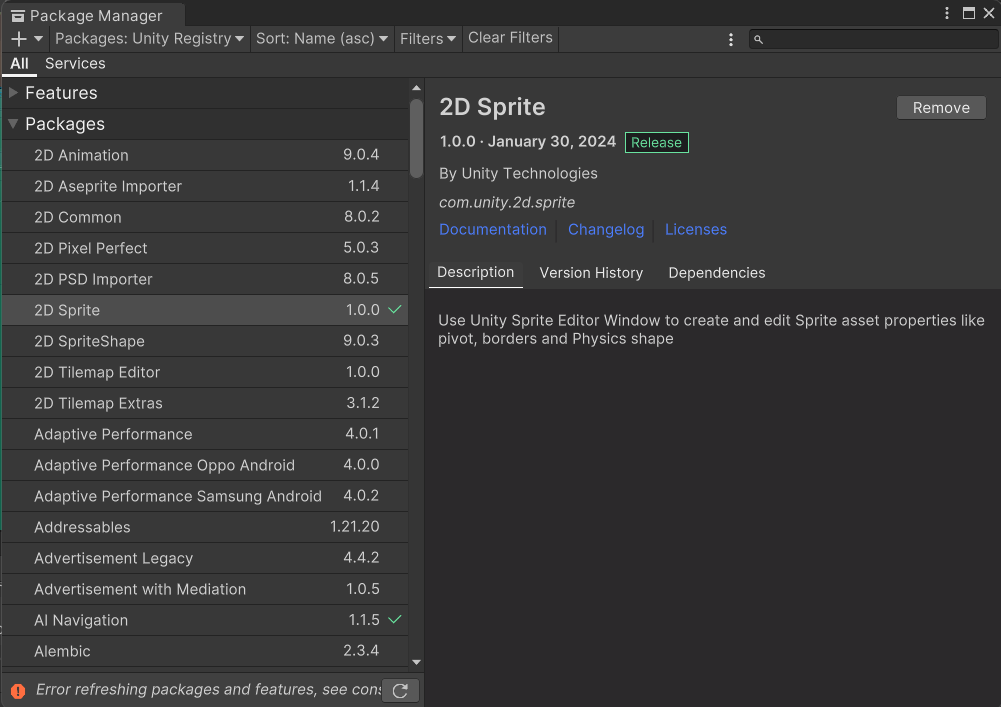 Package Manager
Packages: Unity Registry Sort: Name (asc) Filters Clear Filters
All Services
Features
Packages
2D Animation 9.0.4
2D Aseprite Importer 1.1.4
2D Common 8.0.2
2D Pixel Perfect 5.0.3
2D PSD Importer 8.0.5
2D Sprite 1.0.0
2D SpriteShape 9.0.3
2D Tilemap Editor 1.0.0
2D Tilemap Extras 3.1.2
Adaptive Performance 4.0.1
Adaptive Performance Oppo Android 4.0.0
Adaptive Performance Samsung Android 4.0.2
Addressables 1.21.20
Advertisement Legacy 4.4.2
Advertisement with Mediation 1.0.5
AI Navigation 1.1.5
Alembic 2.3.4
Error refreshing packages and features, see cons
2D Sprite Remove
1.0.0 · January 30, 2024 Release
By Unity Technologies
com.unity.2d.sprite
Documentation Changelog Licenses
Description Version History Dependencies
Use Unity Sprite Editor Window to create and edit Sprite asset properties like
pivot, borders and Physics shape